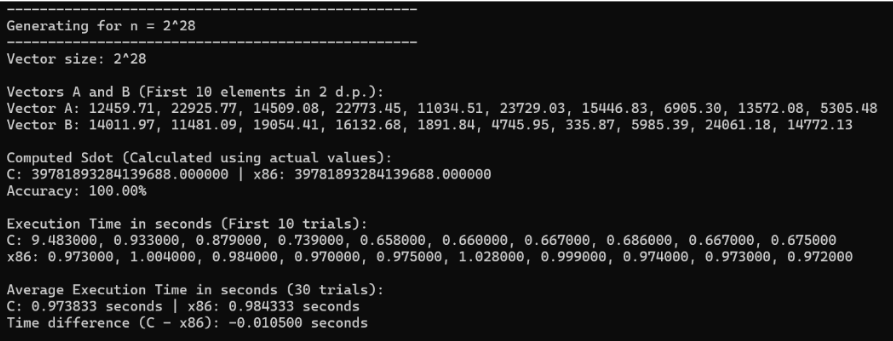 --------------------------------------------------
Generating for n = 2^28
--------------------------------------------------
Vector size: 2^28
Vectors A and B (First 10 elements in 2 d.p.):
Vector A: 12459.71, 22925.77, 14509.08, 22773.45, 11034.51, 23729.03, 15446.83, 6905.30, 13572.08, 5305.48
Vector B: 14011.97, 11481.09, 19054.41, 16132.68, 1891.84, 4745.95, 335.87, 5985.39, 24061.18, 14772.13
Computed Sdot (Calculated using actual values):
C: 39781893284139688.000000 | x86: 39781893284139688.000000
Accuracy: 100.00%
Execution Time in seconds (First 10 trials):
C: 9.483000, 0.933000, 0.879000, 0.739000, 0.658000, 0.660000, 0.667000, 0.686000, 0.667000, 0.675000
x86: 0.973000, 1.004000, 0.984000, 0.970000, 0.975000, 1.028000, 0.999000, 0.974000, 0.973000, 0.972000
Average Execution Time in seconds (30 trials):
C: 0.973833 seconds | x86: 0.984333 seconds
Time difference (C - x86): -0.010500 seconds